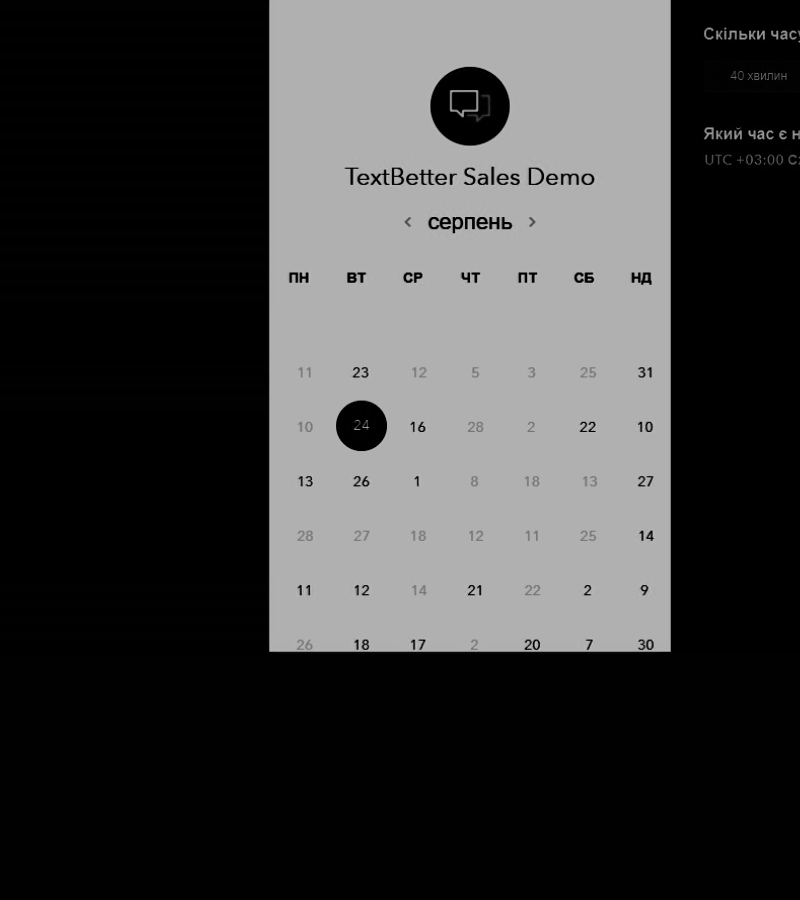 TextBetter Sales Demo
серпень
ПН ВТ СР ЧТ ПТ СБ НД
11 23 12 5 3 25 31
10 24 16 28 2 22 10
13 26 1 8 18 13 27
28 27 18 12 11 25 14
11 12 14 21 22 2 9
26 18 17 2 20 7 30
Скільки часу
40 хвилин
Який час є
UTC +03:00